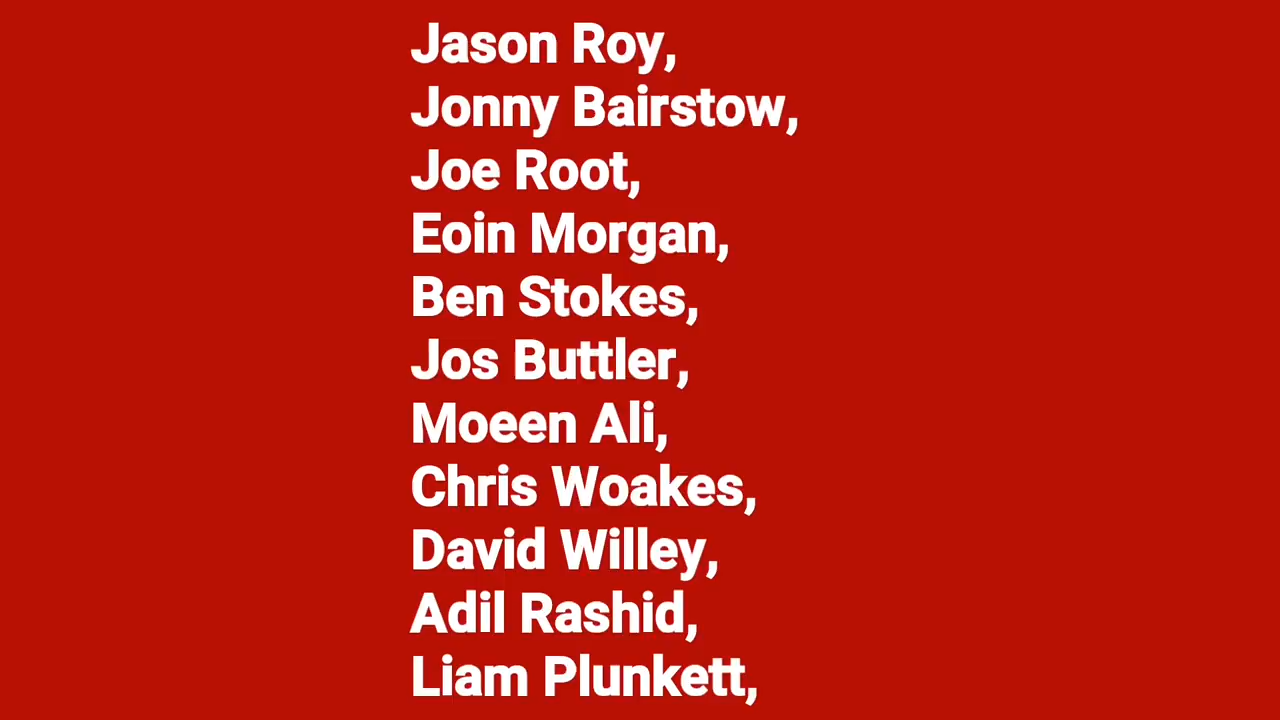 Jason Roy,
Jonny Bairstow,
Joe Root,
Eoin Morgan,
Ben Stokes,
Jos Buttler,
Moeen Ali,
Chris Woakes,
David Willey,
Adil Rashid,
Liam Plunkett,